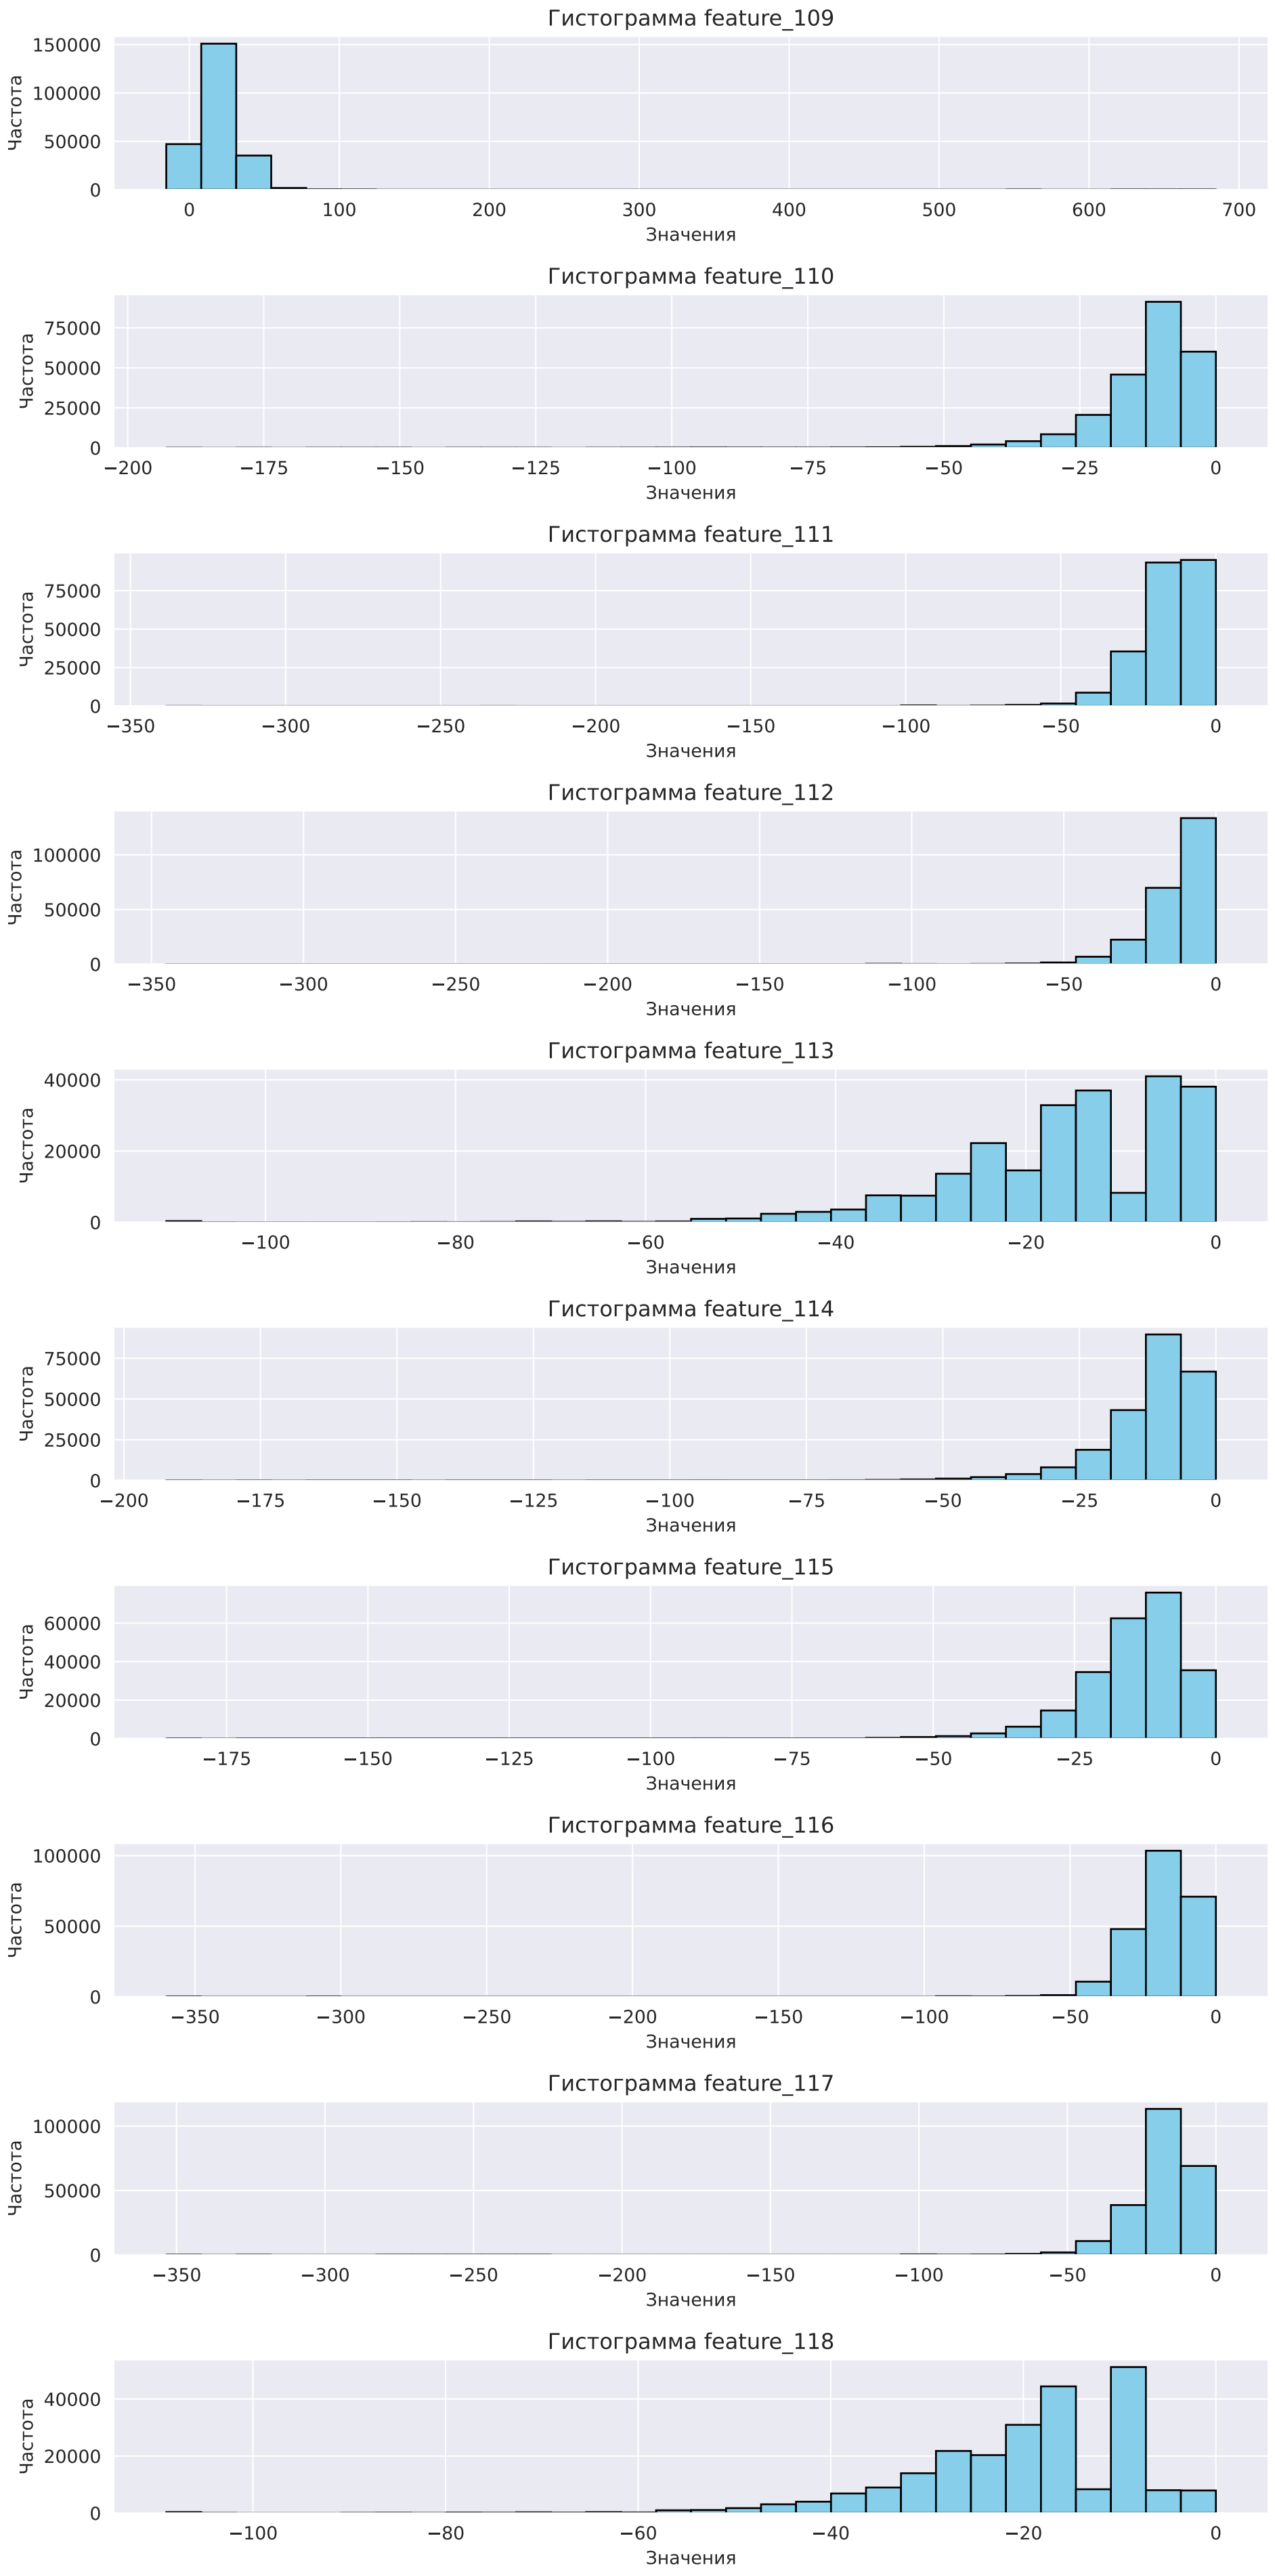 Гистограмма feature_109
150000
100000
50000
0
Частота
0 100 200 300 400 500 600 700
Значения
Гистограмма feature_110
75000
50000
25000
0
Частота
−200 −175 −150 −125 −100 −75 −50 −25 0
Значения
Гистограмма feature_111
75000
50000
25000
0
Частота
−350 −300 −250 −200 −150 −100 −50 0
Значения
Гистограмма feature_112
100000
50000
0
Частота
−350 −300 −250 −200 −150 −100 −50 0
Значения
Гистограмма feature_113
40000
20000
0
Частота
−100 −80 −60 −40 −20 0
Значения
Гистограмма feature_114
75000
50000
25000
0
Частота
−200 −175 −150 −125 −100 −75 −50 −25 0
Значения
Гистограмма feature_115
60000
40000
20000
0
Частота
−175 −150 −125 −100 −75 −50 −25 0
Значения
Гистограмма feature_116
100000
50000
0
Частота
−350 −300 −250 −200 −150 −100 −50 0
Значения
Гистограмма feature_117
100000
50000
0
Частота
−350 −300 −250 −200 −150 −100 −50 0
Значения
Гистограмма feature_118
40000
20000
0
Частота
−100 −80 −60 −40 −20 0
Значения